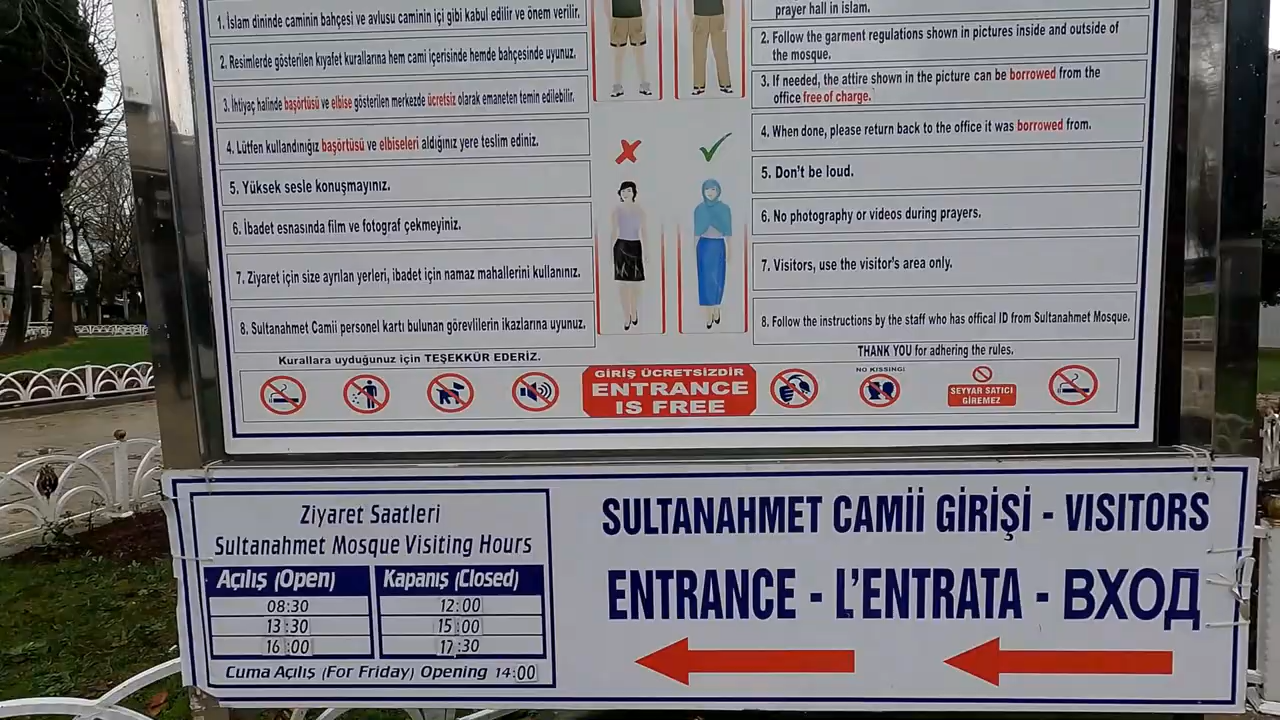 1. İslam dininde caminin bahçesi ve avlusu caminin içi gibi kabul edilir ve önem verilir.
2. Resimlerde gösterilen kıyafet kurallarına hem cami içerisinde hemde bahçesinde uyunuz.
3. İhtiyaç halinde başörtüsü ve elbise gösterilen merkezde ücretsiz olarak emaneten temin edilebilir.
4. Lütfen kullandınığız başörtüsü ve elbiseleri aldığınız yere teslim ediniz.
5. Yüksek sesle konuşmayınız.
6. İbadet esnasında film ve fotograf çekmeyiniz.
7. Ziyaret için size ayrılan yerleri, ibadet için namaz mahallerini kullanınız.
8. Sultanahmet Camii personel kartı bulunan görevlilerin ikazlarına uyunuz.
Kurallara uyduğunuz için TEŞEKKÜR EDERİZ.
prayer hall in islam.
2. Follow the garment regulations shown in pictures inside and outside of
the mosque.
3. If needed, the attire shown in the picture can be borrowed from the
office free of charge.
4. When done, please return back to the office it was borrowed from.
5. Don't be loud.
6. No photography or videos during prayers.
7. Visitors, use the visitor's area only.
8. Follow the instructions by the staff who has offical ID from Sultanahmet Mosque.
THANK YOU for adhering the rules.
GİRİŞ ÜCRETSİZDİR
ENTRANCE
IS FREE
NO KISSING!
SEYYAR SATICI
GİREMEZ
Ziyaret Saatleri
Sultanahmet Mosque Visiting Hours
Açılış (Open) Kapanış (Closed)
08:30 12:00
13:30 15:00
16:00 17:30
Cuma Açılış (For Friday) Opening 14:00
SULTANAHMET CAMİİ GİRİŞİ - VISITORS
ENTRANCE - L'ENTRATA - ВХОД